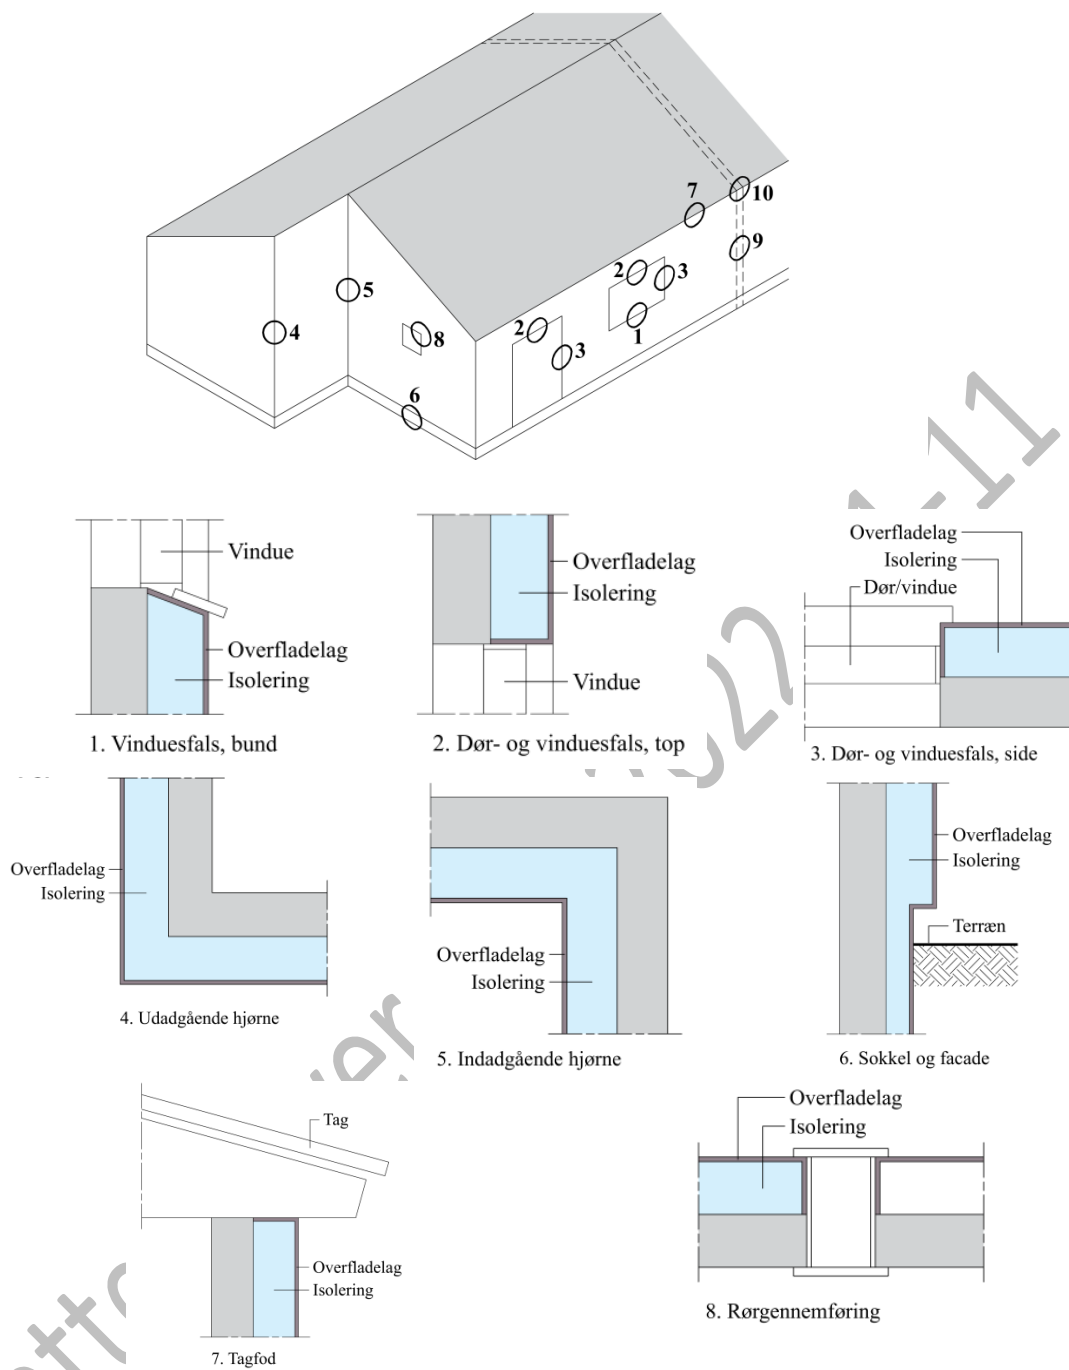 7
10
9
2
3
5
1
4
8
2
3
6
Vindue
Overfladelag
Isolering
1. Vinduesfals, bund
Overfladelag
Isolering
Vindue
2. Dør- og vinduesfals, top
Overfladelag
Isolering
Dør/vindue
3. Dør- og vinduesfals, side
Overfladelag
Isolering
4. Udadgående hjørne
Overfladelag
Isolering
5. Indadgående hjørne
Overfladelag
Isolering
Terræn
6. Sokkel og facade
Tag
Overfladelag
Isolering
7. Tagfod
Overfladelag
Isolering
8. Rørgennemføring